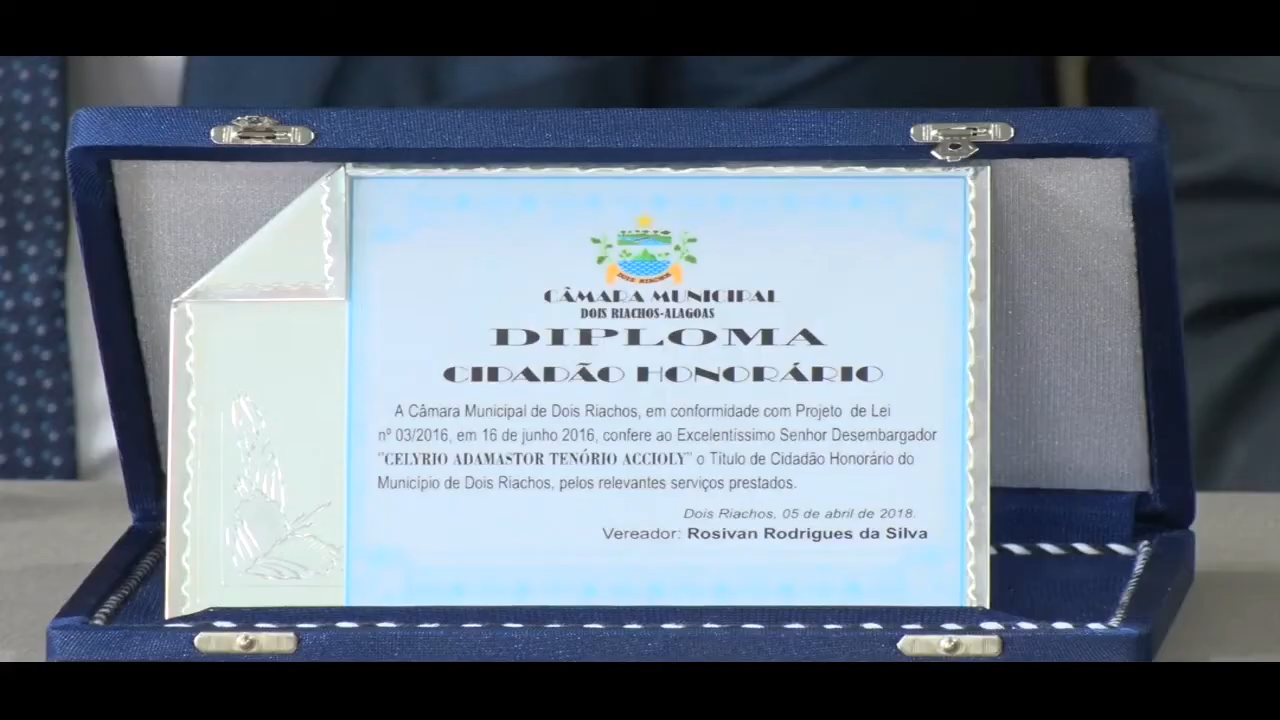 DOIS RIACHOS
CÂMARA MUNICIPAL
DOIS RIACHOS-ALAGOAS
DIPLOMA
CIDADÃO HONORÁRIO
A Câmara Municipal de Dois Riachos, em conformidade com Projeto de Lei
nº 03/2016, em 16 de junho 2016, confere ao Excelentíssimo Senhor Desembargador
"CELYRIO ADAMASTOR TENÓRIO ACCIOLY" o Título de Cidadão Honorário do
Município de Dois Riachos, pelos relevantes serviços prestados.
Dois Riachos, 05 de abril de 2018.
Vereador: Rosivan Rodrigues da Silva